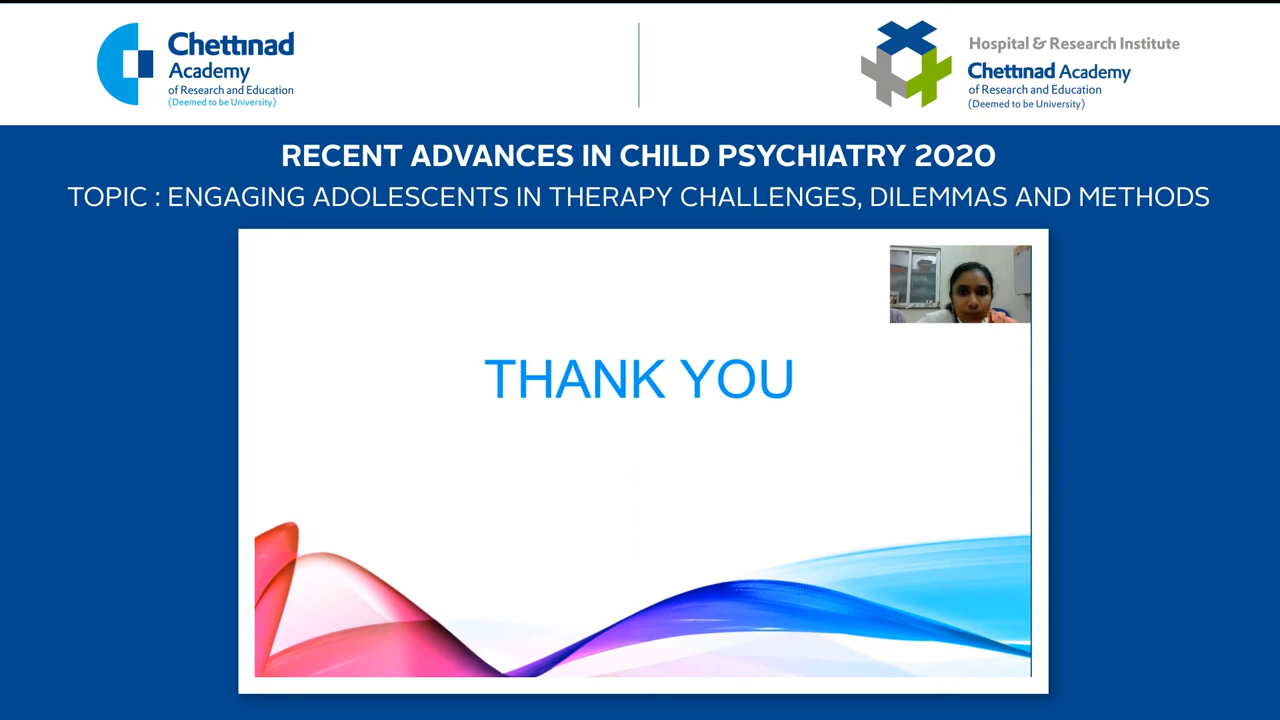 Chettinad
Academy
of Research and Education
(Deemed to be University)
Hospital & Research Institute
Chettinad Academy
of Research and Education
(Deemed to be University)
RECENT ADVANCES IN CHILD PSYCHIATRY 2020
TOPIC : ENGAGING ADOLESCENTS IN THERAPY CHALLENGES, DILEMMAS AND METHODS
THANK YOU